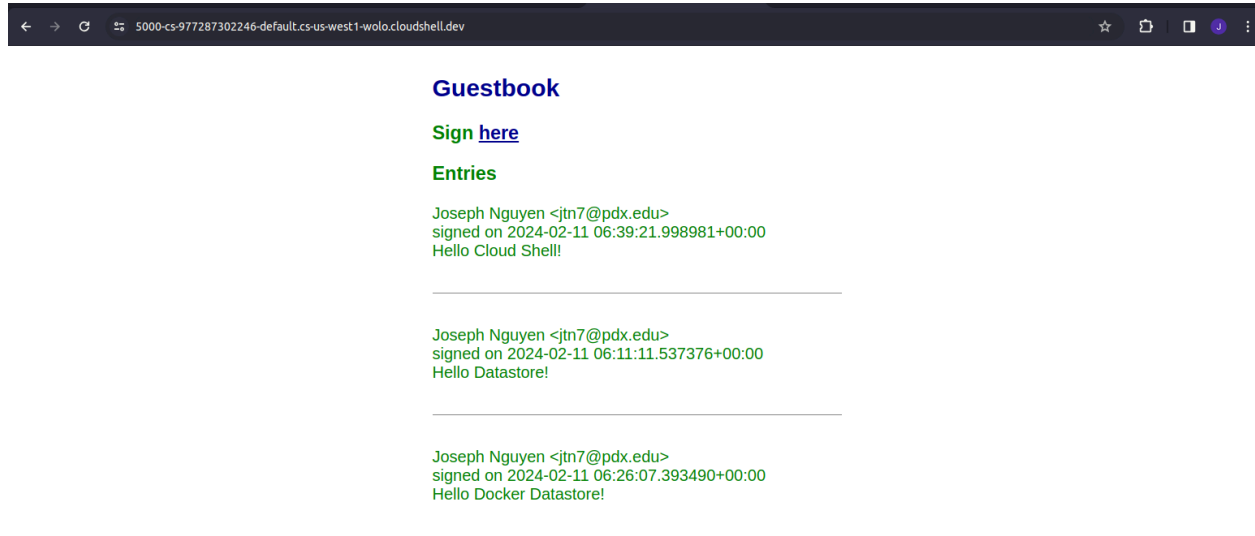 5000-cs-977287302246-default.cs-us-west1-wolo.cloudshell.dev
J
Guestbook
Sign here
Entries
Joseph Nguyen <jtn7@pdx.edu>
signed on 2024-02-11 06:39:21.998981+00:00
Hello Cloud Shell!
Joseph Nguyen <jtn7@pdx.edu>
signed on 2024-02-11 06:11:11.537376+00:00
Hello Datastore!
Joseph Nguyen <jtn7@pdx.edu>
signed on 2024-02-11 06:26:07.393490+00:00
Hello Docker Datastore!